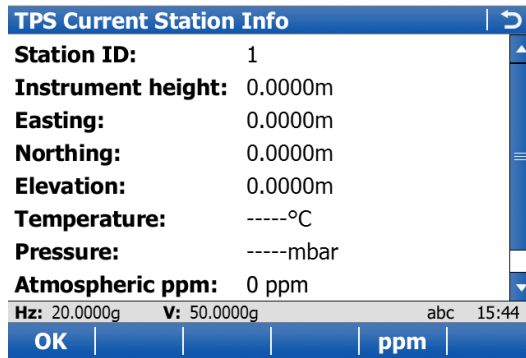 TPS Current Station Info
Station ID: 1
Instrument height: 0.0000m
Easting: 0.0000m
Northing: 0.0000m
Elevation: 0.0000m
Temperature: -----°C
Pressure: -----mbar
Atmospheric ppm: 0 ppm
Hz: 20.0000g V: 50.0000g abc 15:44
OK ppm